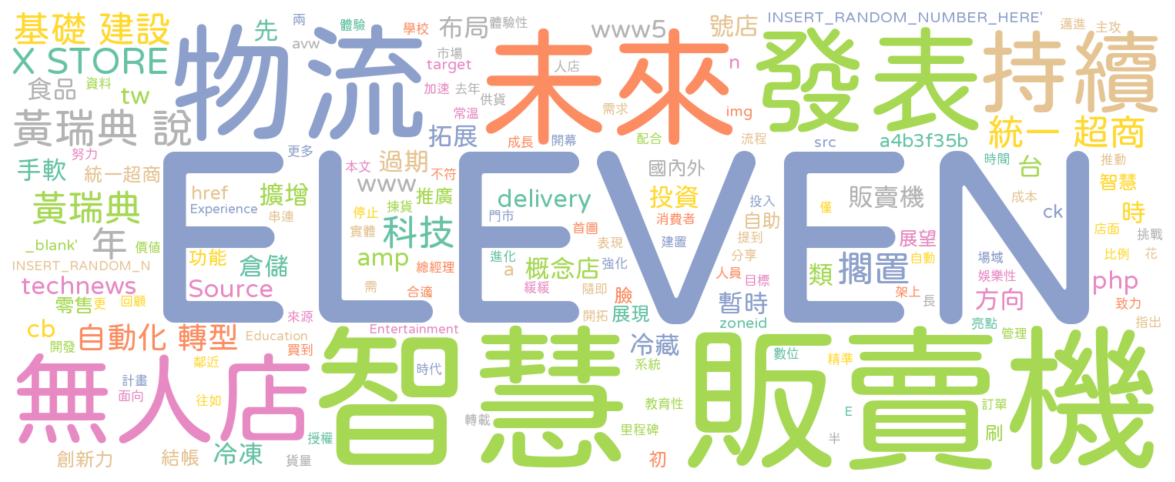 基礎 建設
先
兩
體驗
學校
布局
體驗性
www5
號店
INSERT_RANDOM_NUMBER_HERE'
邁進
主攻
X STORE
物流
avw
市場
target
未來
人店
n
發表
持續
食品
資料
tw
加速
去年
常溫
供貨
需求
img
黃瑞典 說
拓展
成長
開幕
配合
流程
src
a4b3f35b
統一 超商
手軟
努力
統一超商
更多
本文
過期
不符
國內外
時間
台
推動
黃瑞典
href
擴增
www
推廣
delivery
門市
投資
投入
販賣機
僅
成本
智慧
Experience
串連
停止
揀貨
首圖
消費者
自助
ck
時
店面
_blank'
價值
年
實體
科技
表現
建置
提到
展望
挑戰
INSERT_RANDOM_N
功能
倉儲
amp
總經理
進化
a
概念店
強化
分享
類
擱置
自動
場域
比例
花
technews
Source
需
合適
緩緩
隨即
臉
人員
目標
架上
娛樂性
php
零售
更
回顧
來源
開拓
展現
暫時
長
方向
致力
cb
開發
自動化 轉型
Education
買到
Entertainment
zoneid
亮點
管理
指出
ELEVEN
無人店
鄰近
計畫
面向
往如
智慧
時代
冷藏
系統
販賣機
數位
精準
教育性
E
訂單
刷
轉載
里程碑
半
授權
創新力
結帳
冷凍
貨量
初